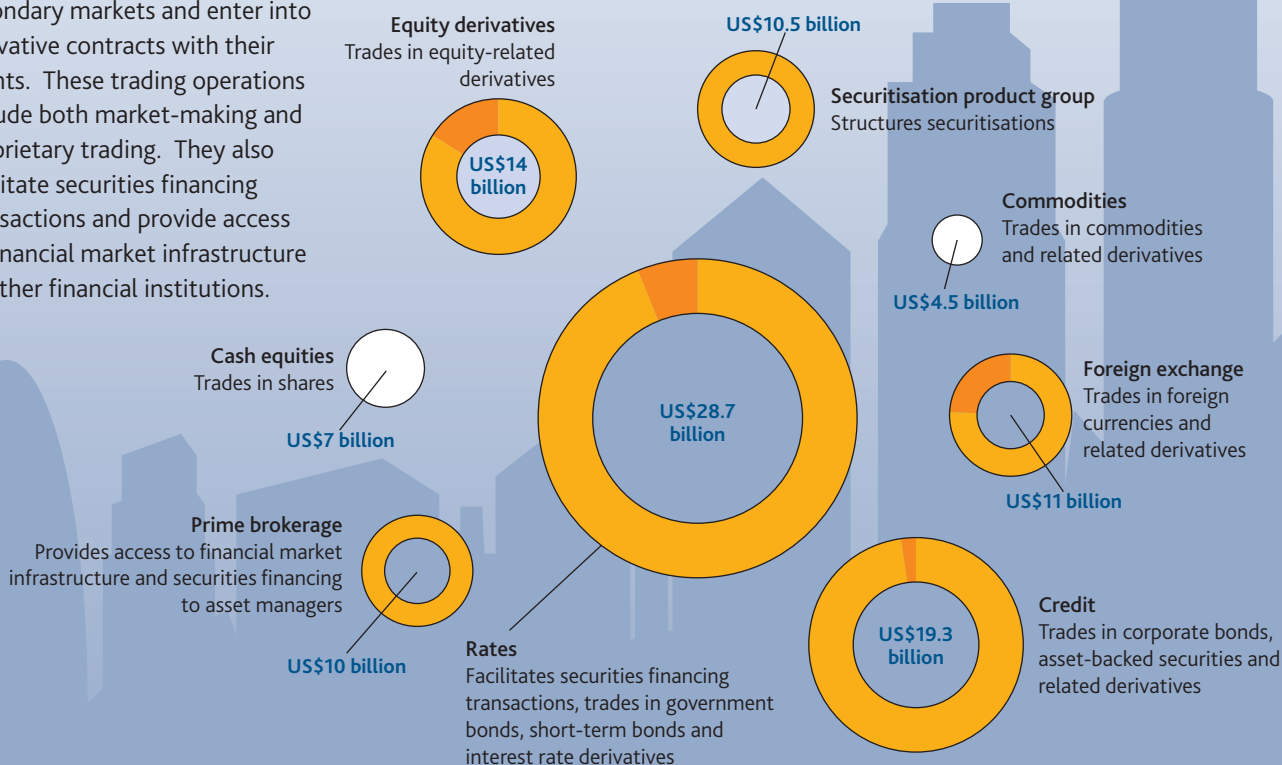 ondary markets and enter into
vative contracts with their
nts.  These trading operations
ude both market-making and
prietary trading.  They also
itate securities financing
sactions and provide access
inancial market infrastructure
ther financial institutions.
Equity derivatives
Trades in equity-related
derivatives
US$14
billion
US$10.5 billion
Securitisation product group
Structures securitisations
Commodities
Trades in commodities
and related derivatives
US$4.5 billion
Cash equities
Trades in shares
US$7 billion
US$28.7
billion
Foreign exchange
Trades in foreign
currencies and
related derivatives
US$11 billion
Prime brokerage
Provides access to financial market
infrastructure and securities financing
to asset managers
US$10 billion
Rates
Facilitates securities financing
transactions, trades in government
bonds, short-term bonds and
interest rate derivatives
US$19.3
billion
Credit
Trades in corporate bonds,
asset-backed securities and
related derivatives